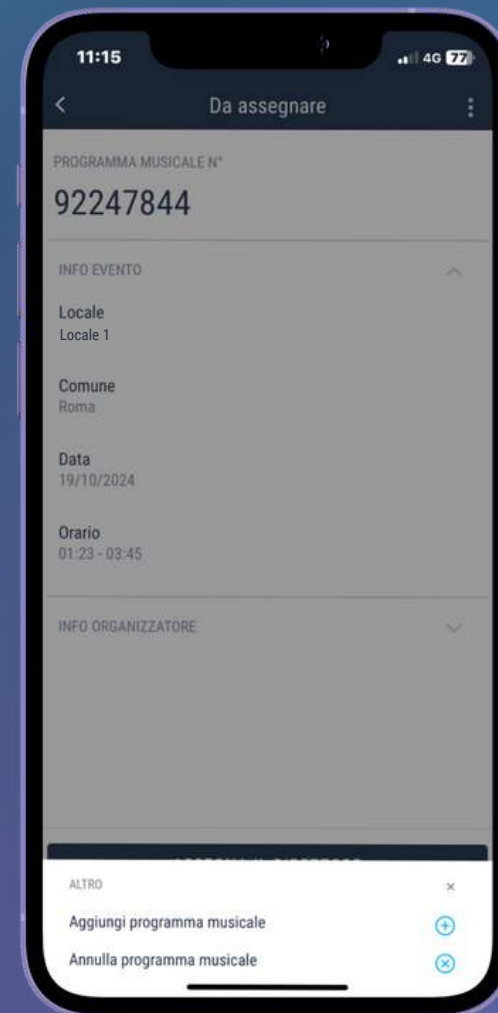 11:15
4G 77
Da assegnare
PROGRAMMA MUSICALE N°
92247844
INFO EVENTO
Locale
Locale 1
Comune
Roma
Data
19/10/2024
Orario
01:23 - 03:45
INFO ORGANIZZATORE
ALTRO
Aggiungi programma musicale
Annulla programma musicale